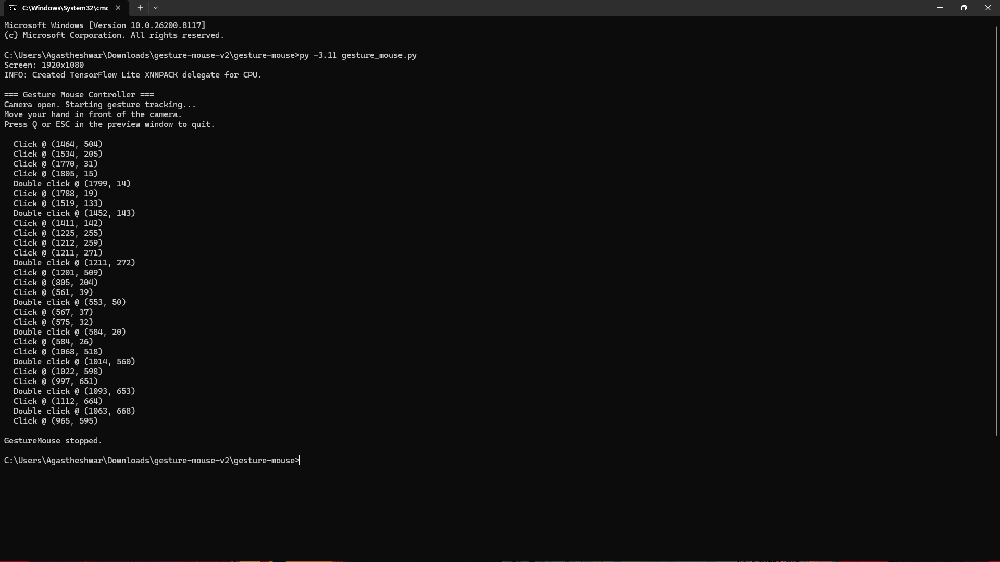 C:\Windows\System32\cmd
Microsoft Windows [Version 10.0.26200.8117]
(c) Microsoft Corporation. All rights reserved.
C:\Users\Agastheshwar\Downloads\gesture-mouse-v2\gesture-mouse>py -3.11 gesture_mouse.py
Screen: 1920x1080
INFO: Created TensorFlow Lite XNNPACK delegate for CPU.
=== Gesture Mouse Controller ===
Camera open. Starting gesture tracking...
Move your hand in front of the camera.
Press Q or ESC in the preview window to quit.
Click @ (1464, 504)
Click @ (1534, 205)
Click @ (1770, 31)
Click @ (1805, 15)
Double click @ (1799, 14)
Click @ (1788, 19)
Click @ (1519, 133)
Double click @ (1452, 143)
Click @ (1411, 142)
Click @ (1225, 255)
Click @ (1212, 259)
Click @ (1211, 271)
Double click @ (1211, 272)
Click @ (1201, 509)
Click @ (805, 204)
Click @ (561, 39)
Double click @ (553, 50)
Click @ (567, 37)
Click @ (575, 32)
Double click @ (584, 20)
Click @ (584, 26)
Click @ (1068, 518)
Double click @ (1014, 560)
Click @ (1022, 598)
Click @ (997, 651)
Double click @ (1093, 653)
Click @ (1112, 664)
Double click @ (1063, 668)
Click @ (965, 595)
GestureMouse stopped.
C:\Users\Agastheshwar\Downloads\gesture-mouse-v2\gesture-mouse>